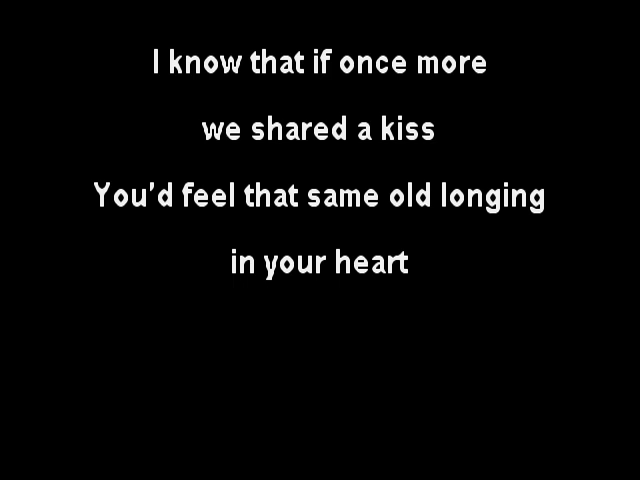 I know that if once more
we shared a kiss
You'd feel that same old longing
in your heart